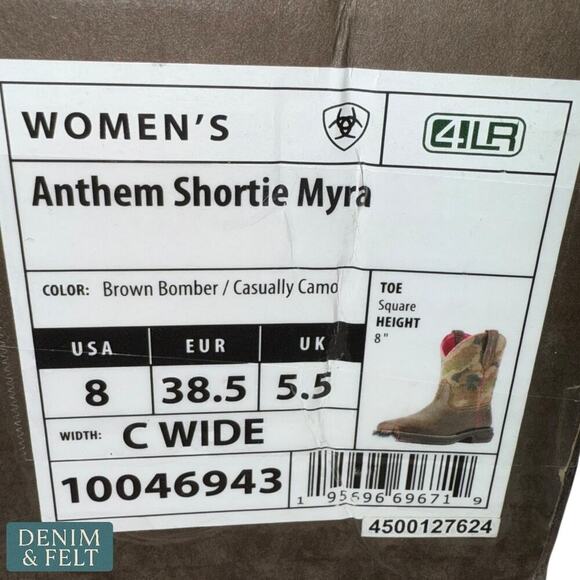 WOMEN'S
4LR
Anthem Shortie Myra
COLOR: Brown Bomber / Casually Camo
TOE
Square
HEIGHT
8"
USA EUR UK
8 38.5 5.5
WIDTH: C WIDE
10046943
1 95696 69671 9
4500127624
DENIM
& FELT